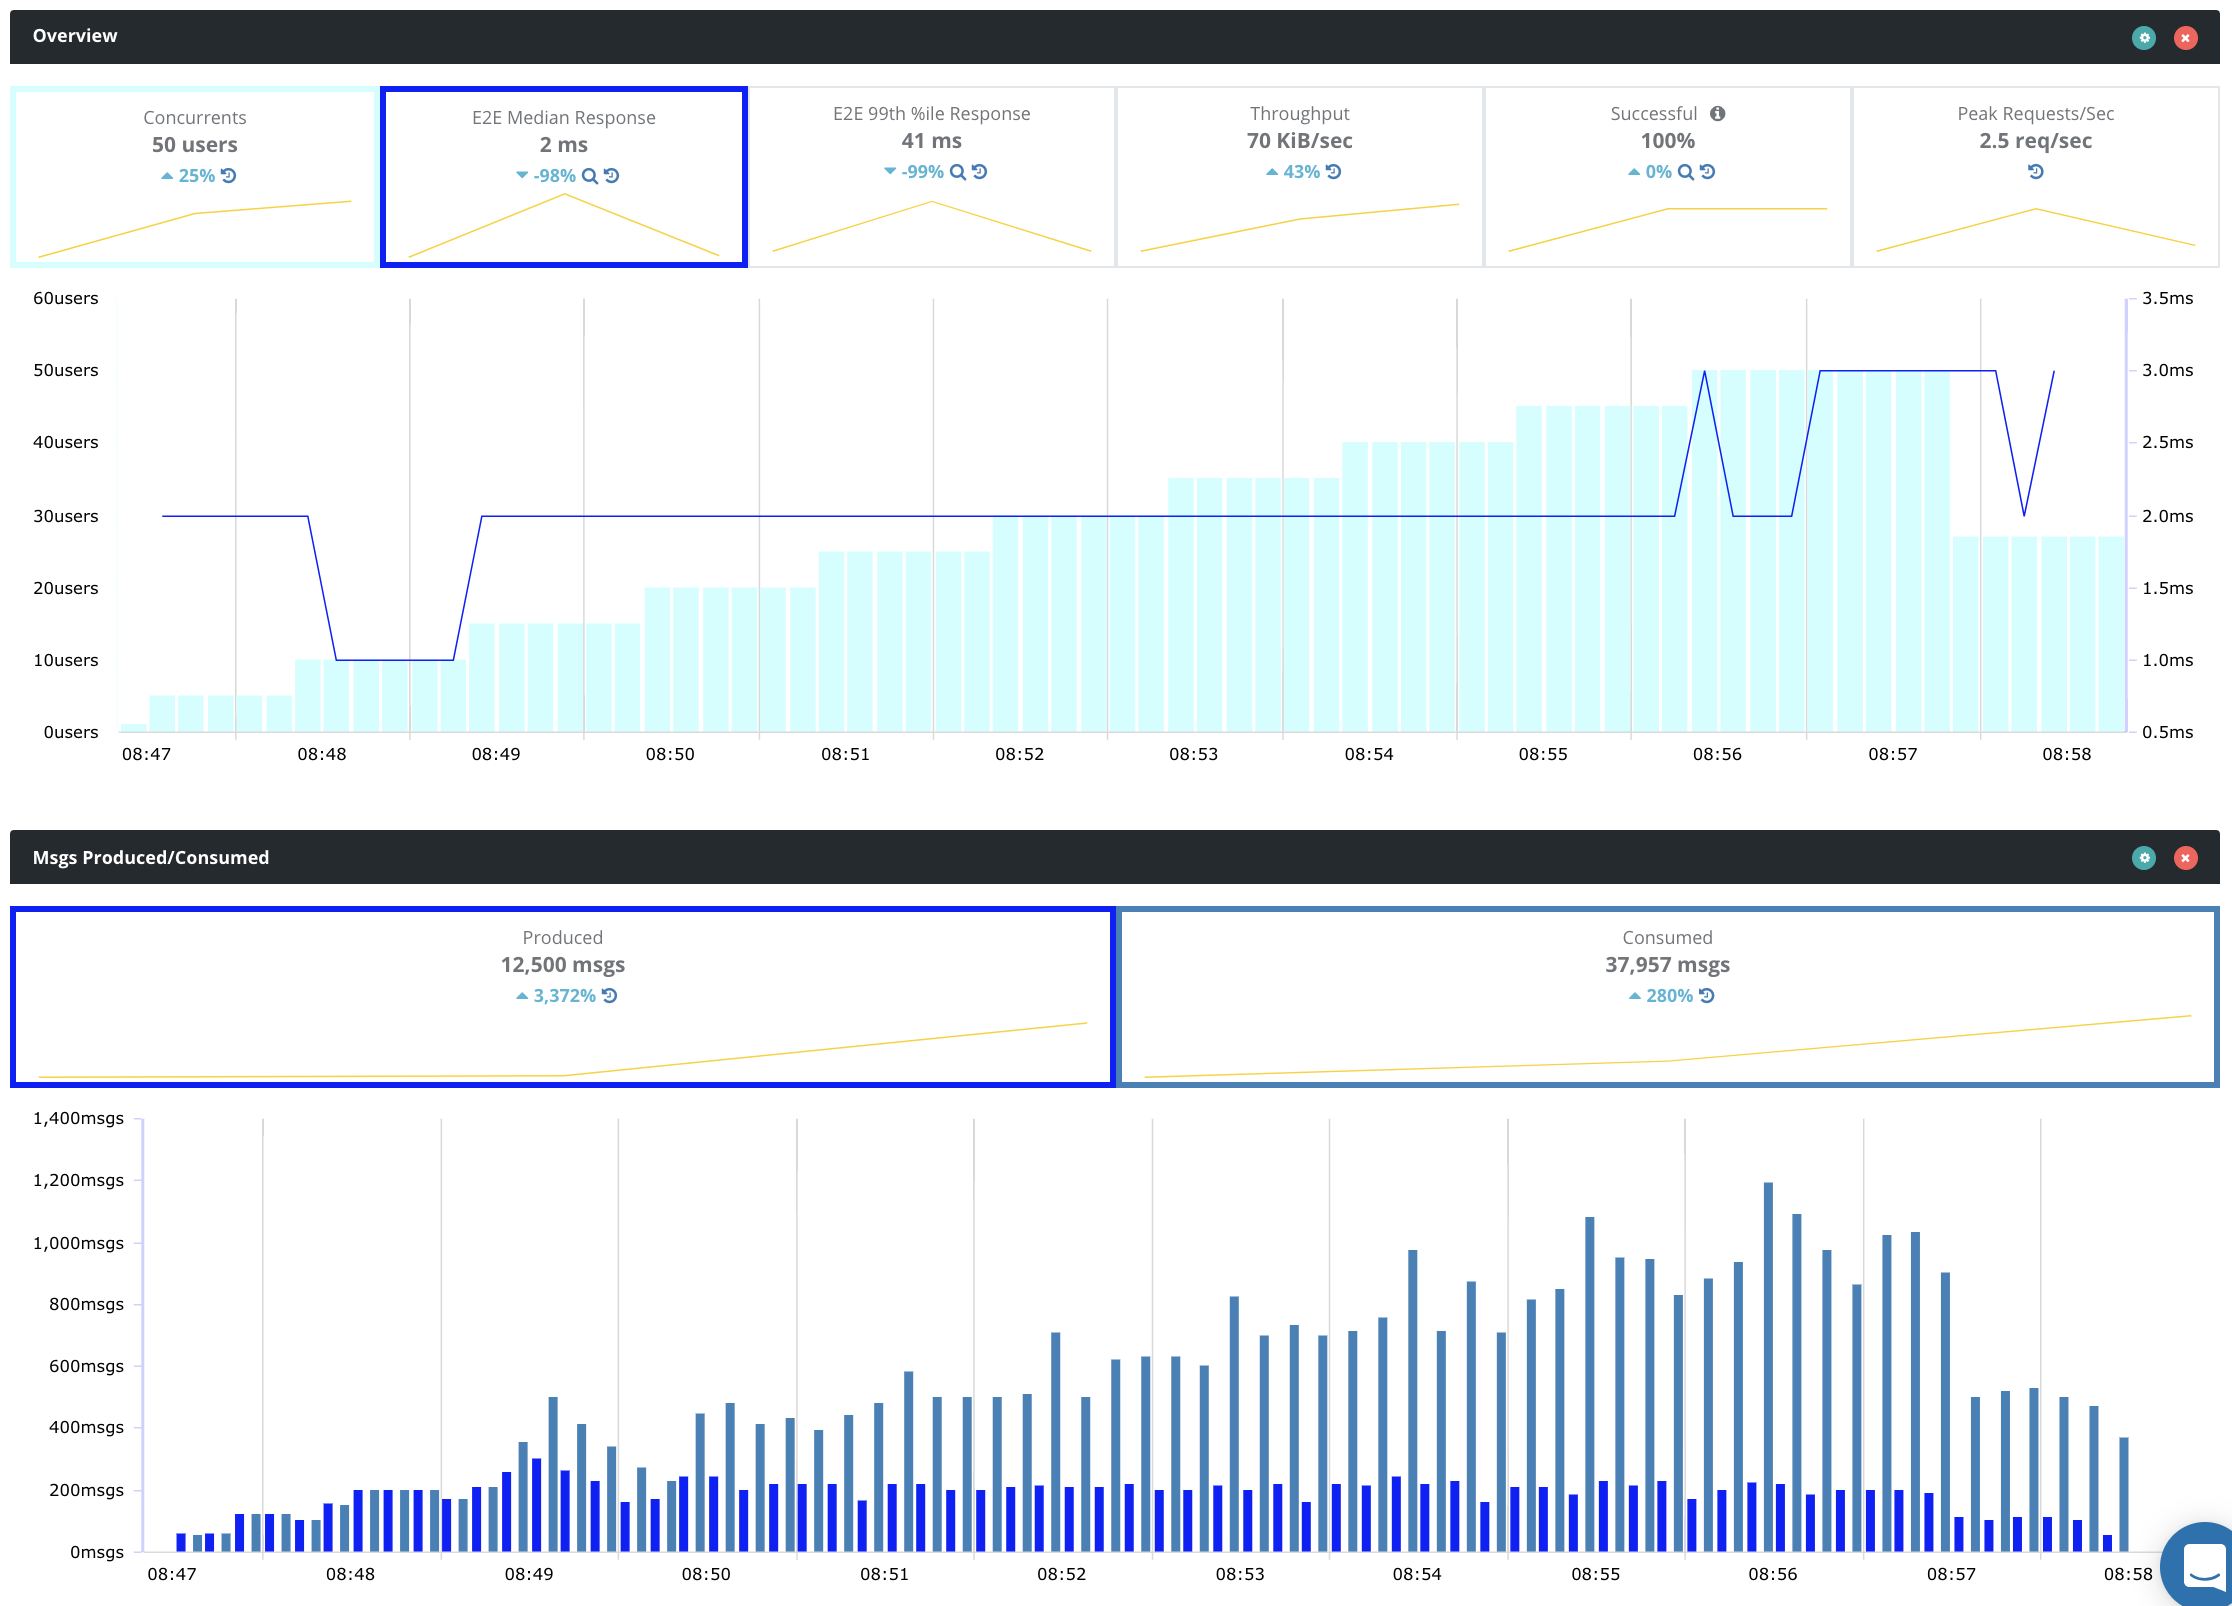 Overview
Concurrents
50 users
25%
E2E Median Response
2 ms
-98%
E2E 99th %ile Response
41 ms
-99%
Throughput
70 KiB/sec
43%
Successful
100%
0%
Peak Requests/Sec
2.5 req/sec
60users
50users
40users
30users
20users
10users
0users
3.5ms
3.0ms
2.5ms
2.0ms
1.5ms
1.0ms
0.5ms
08:47 08:48 08:49 08:50 08:51 08:52 08:53 08:54 08:55 08:56 08:57 08:58
Msgs Produced/Consumed
Produced
12,500 msgs
3,372%
Consumed
37,957 msgs
280%
1,400msgs
1,200msgs
1,000msgs
800msgs
600msgs
400msgs
200msgs
0msgs
08:47 08:48 08:49 08:50 08:51 08:52 08:53 08:54 08:55 08:56 08:57 08:58